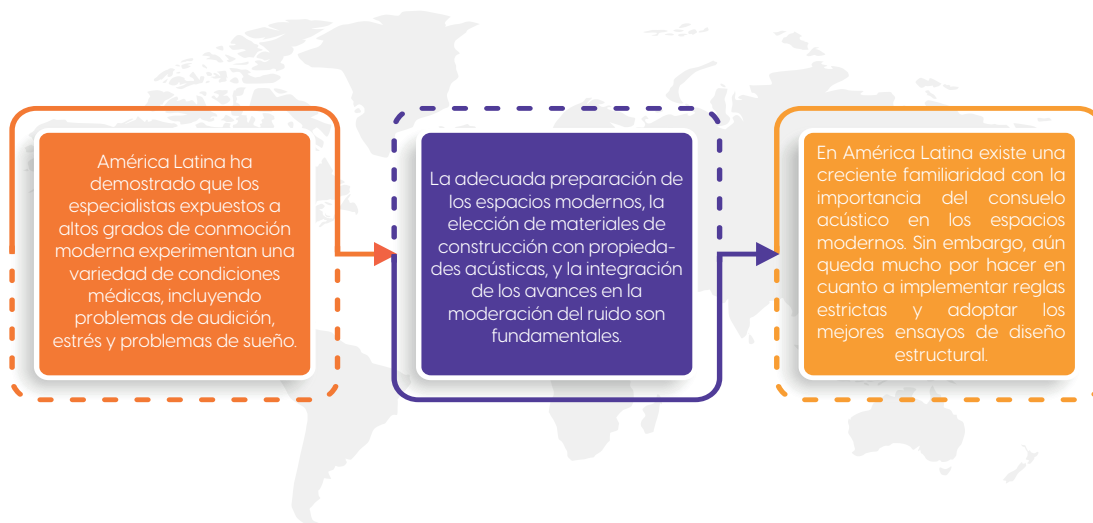 América Latina ha
demostrado que los
especialistas expuestos a
altos grados de conmoción
moderna experimentan una
variedad de condiciones
médicas, incluyendo
problemas de audición,
estrés y problemas de sueño.
La adecuada preparación de
los espacios modernos, la
elección de materiales de
construcción con propieda-
des acústicas, y la integración
de los avances en la
moderación del ruido son
fundamentales.
En América Latina existe una
creciente familiaridad con la
importancia del consuelo
acústico en los espacios
modernos. Sin embargo, aún
queda mucho por hacer en
cuanto a implementar reglas
estrictas y adoptar los
mejores ensayos de diseño
estructural.